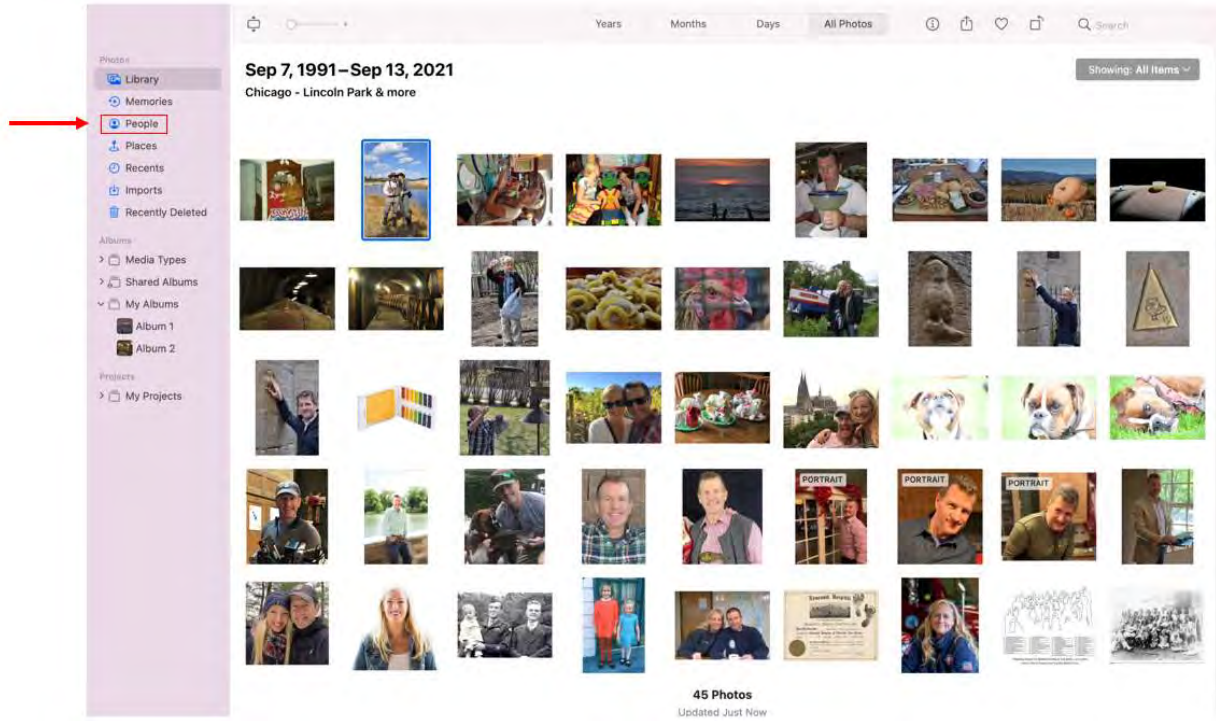 Years Months Days All Photos Search
Photos
Library
Memories
People
Places
Recents
Imports
Recently Deleted
Albums
Media Types
Shared Albums
My Albums
Album 1
Album 2
Projects
My Projects
Sep 7, 1991–Sep 13, 2021
Chicago - Lincoln Park & more
Showing: All Items
PORTRAIT PORTRAIT PORTRAIT
45 Photos
Updated Just Now